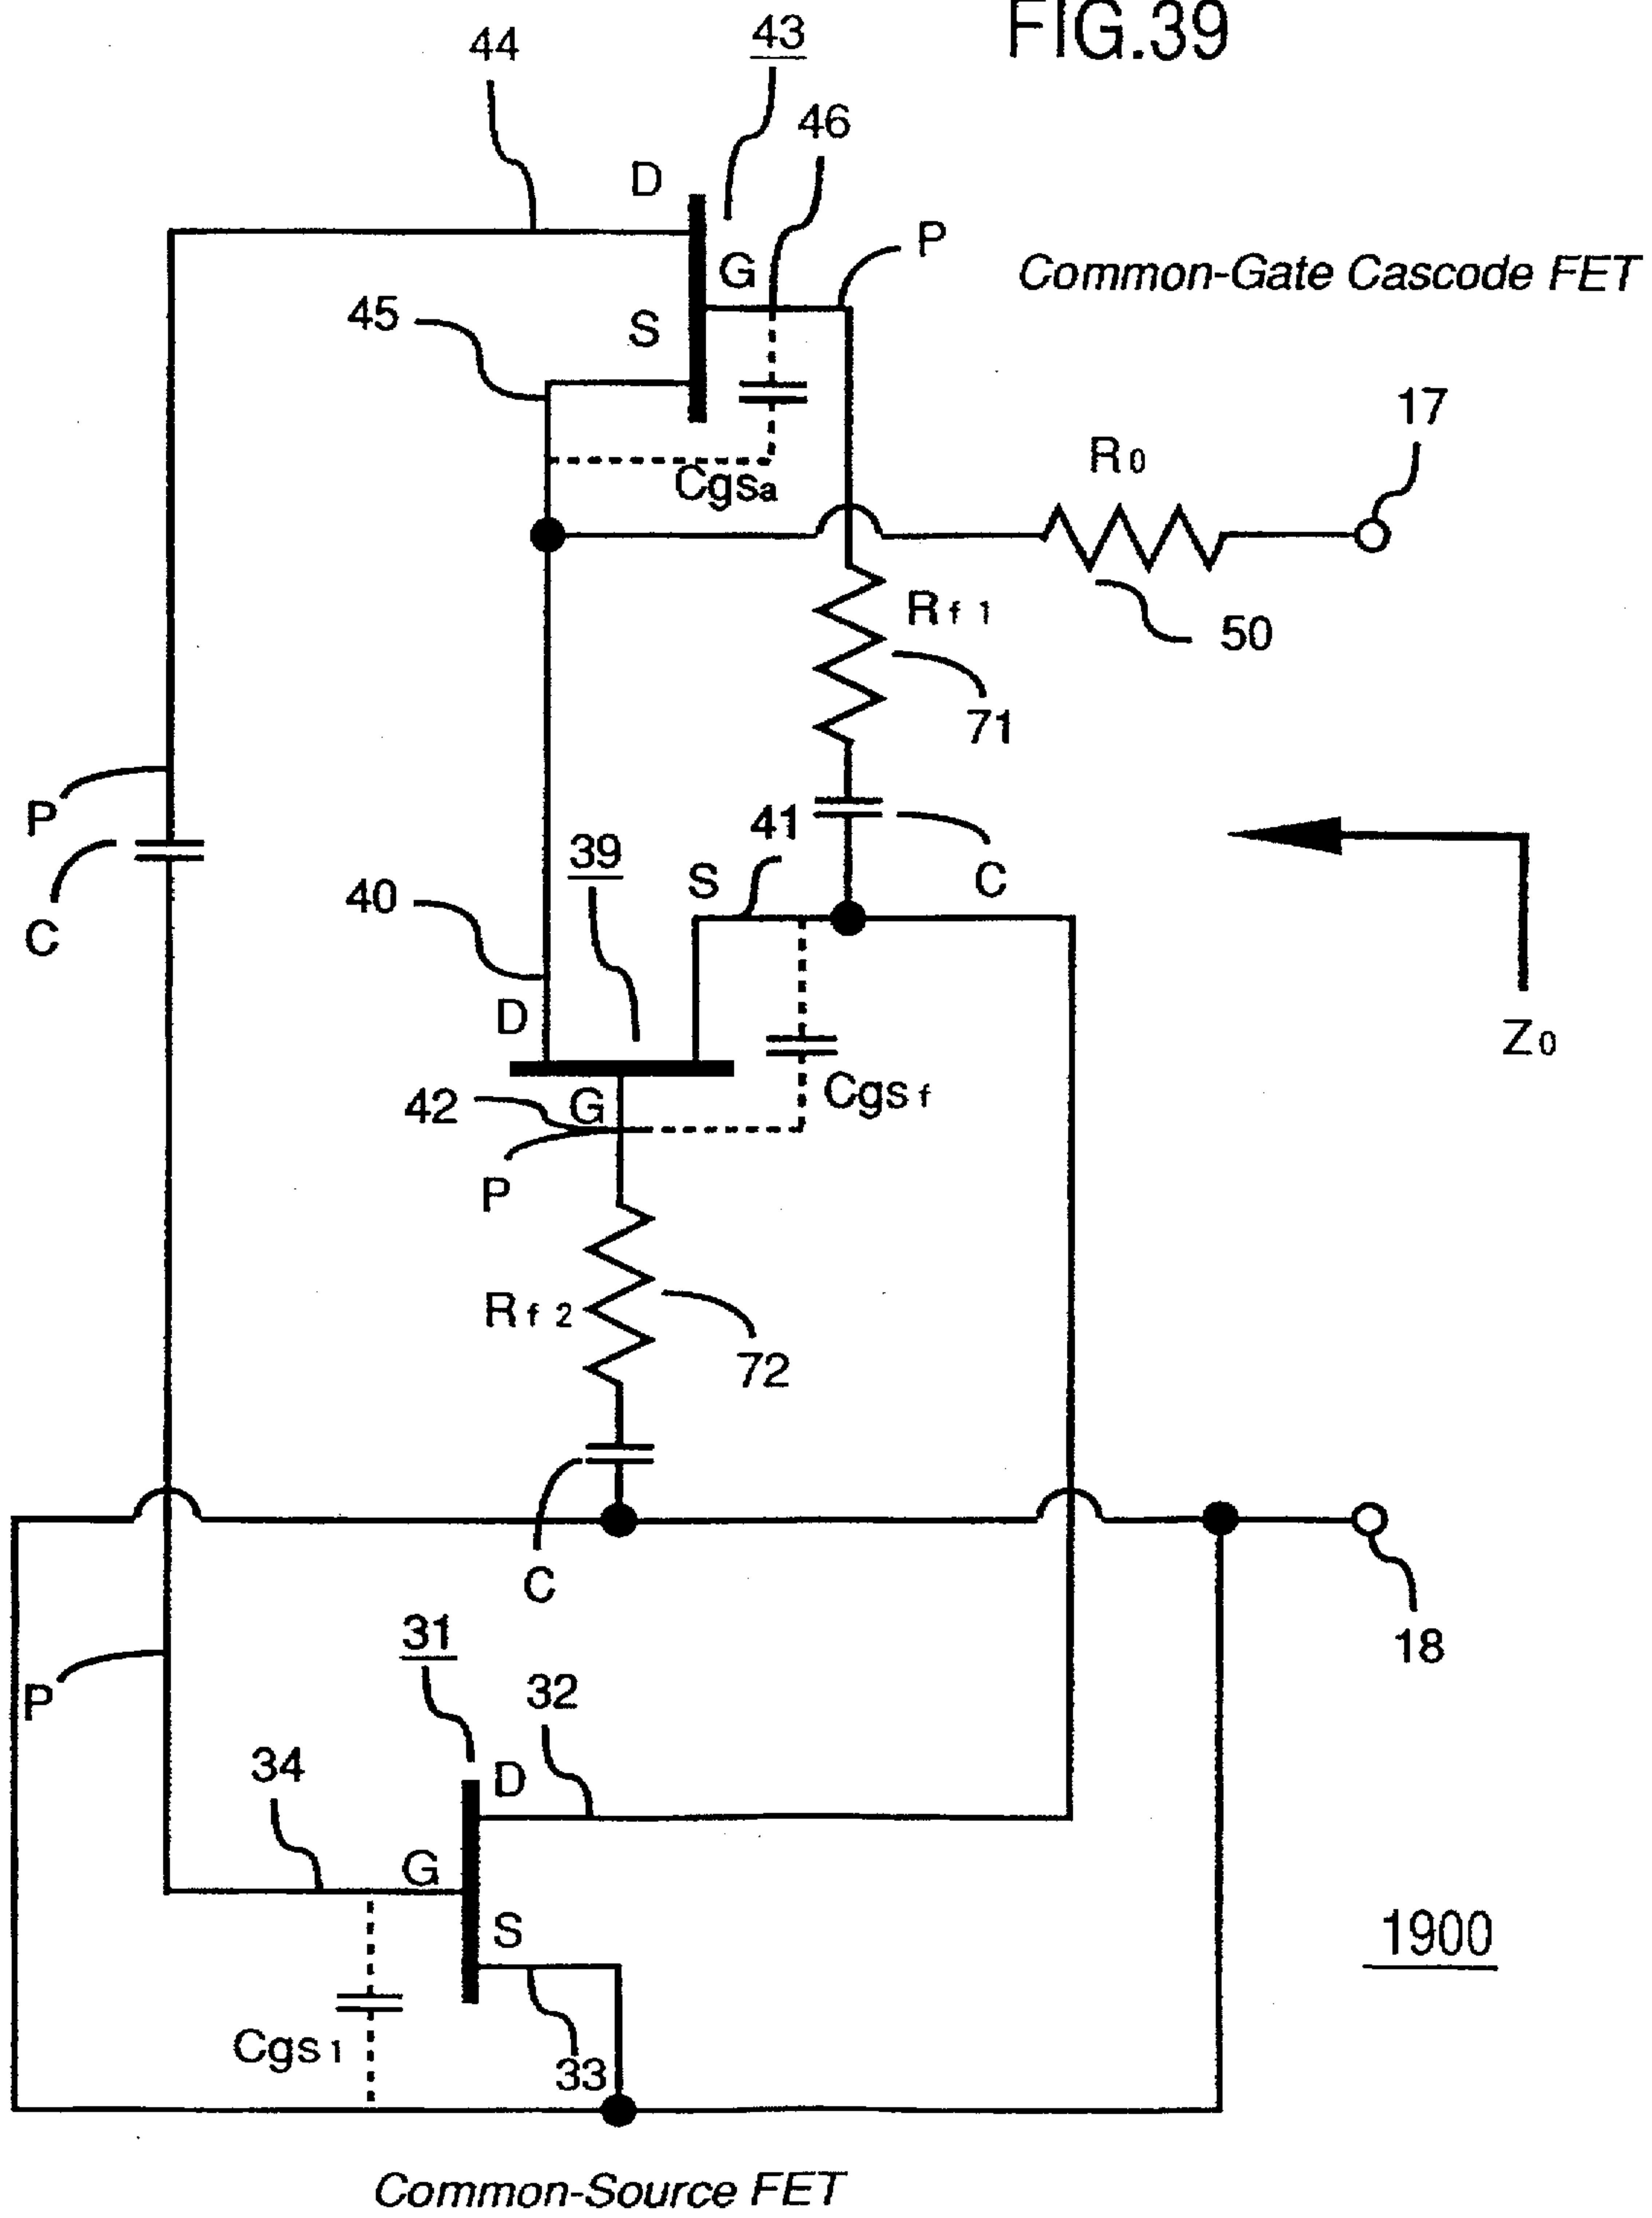 FIG.39
44
43
46
D
P
G
Common-Gate Cascode FET
45
S
17
R0
Cgsa
Rf1
50
71
P
41
39
C
S
40
C
D
Z0
Cgsf
42
G
P
Rf2
72
C
18
31
P
32
34
D
G
S
1900
Cgs1
33
Common-Source FET